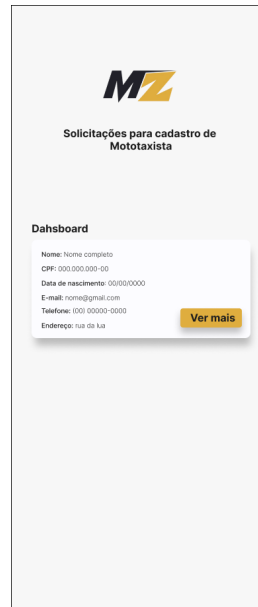 MZ
Solicitações para cadastro de
Mototaxista
Dahsboard
Nome: Nome completo
CPF: 000.000.000-00
Data de nascimento: 00/00/0000
E-mail: nome@gmail.com
Telefone: (00) 00000-0000
Endereço: rua da lua
Ver mais